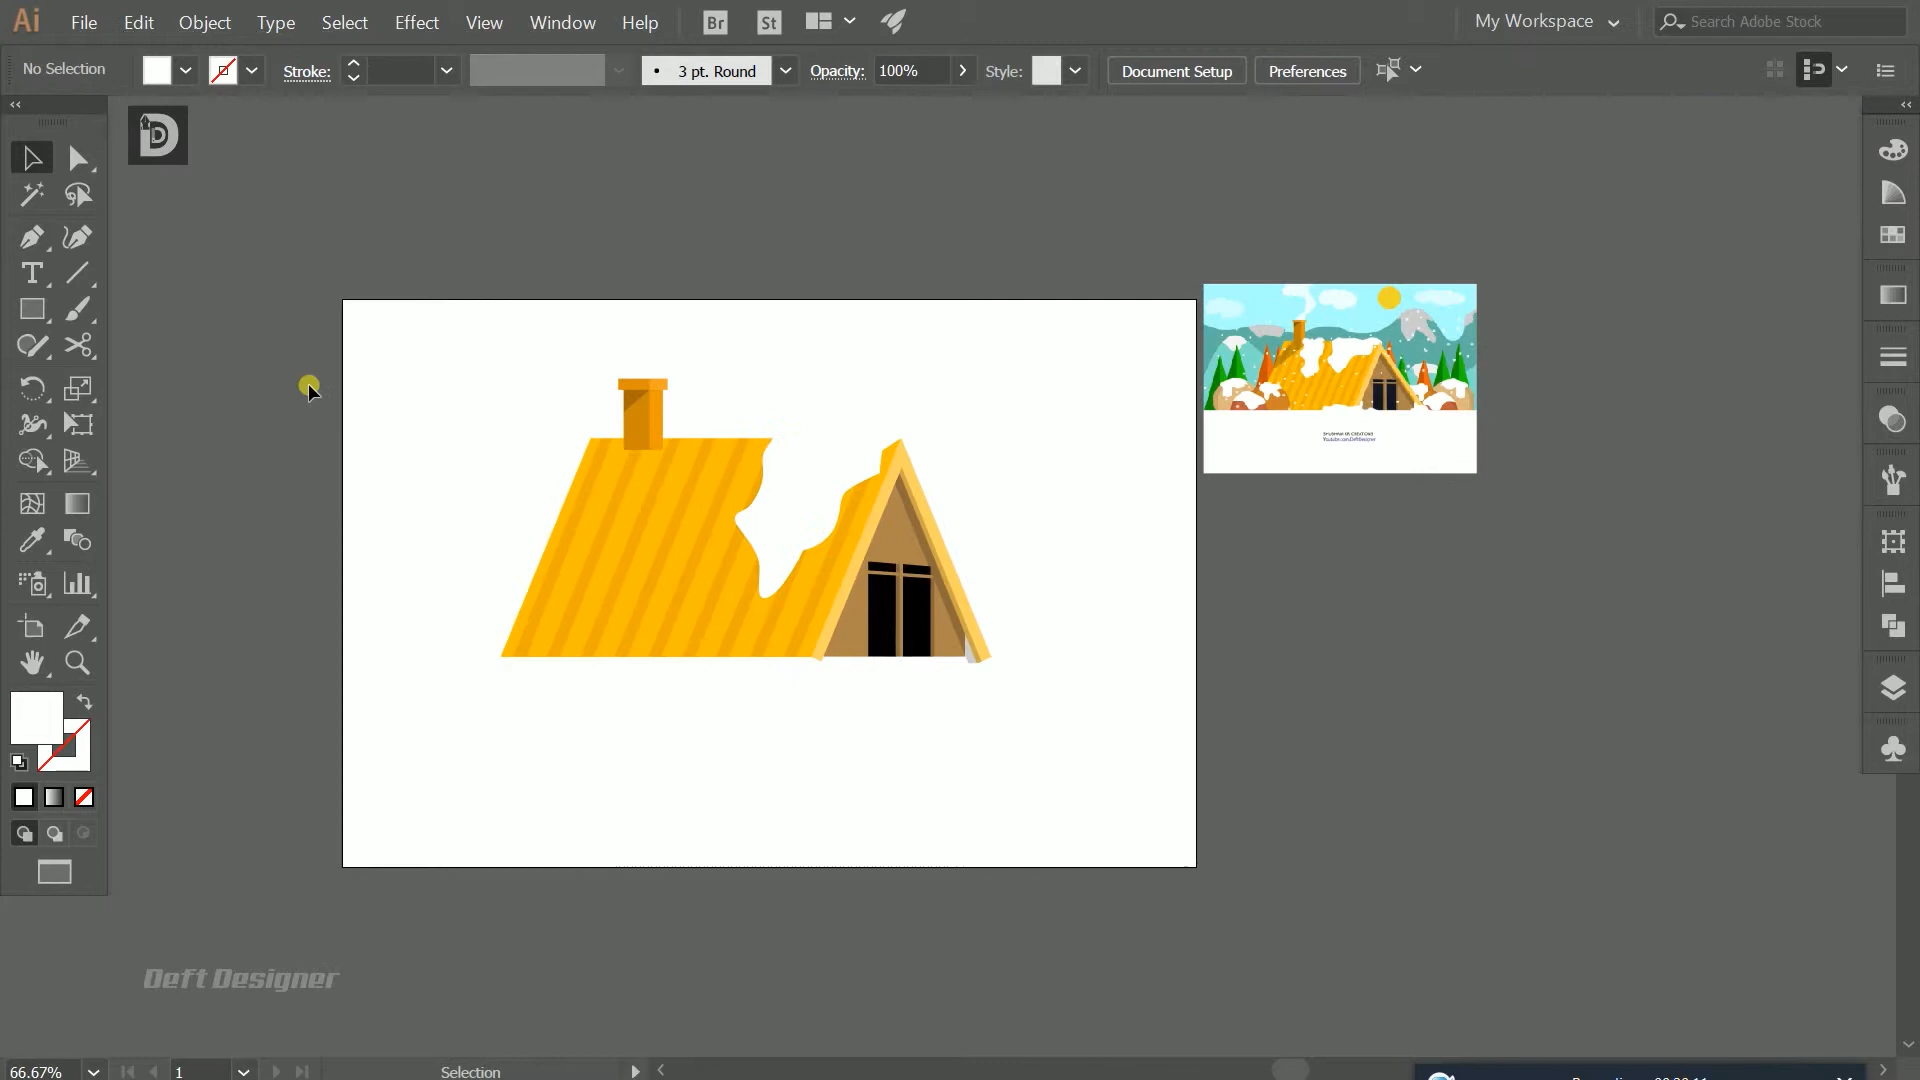 Ai File Edit Object Type Select Effect View Window Help Br St My Workspace Search Adobe Stock
No Selection Stroke: 3 pt. Round Opacity: 100% Style: Document Setup Preferences
D
Deft Designer
66.67% 1 Selection